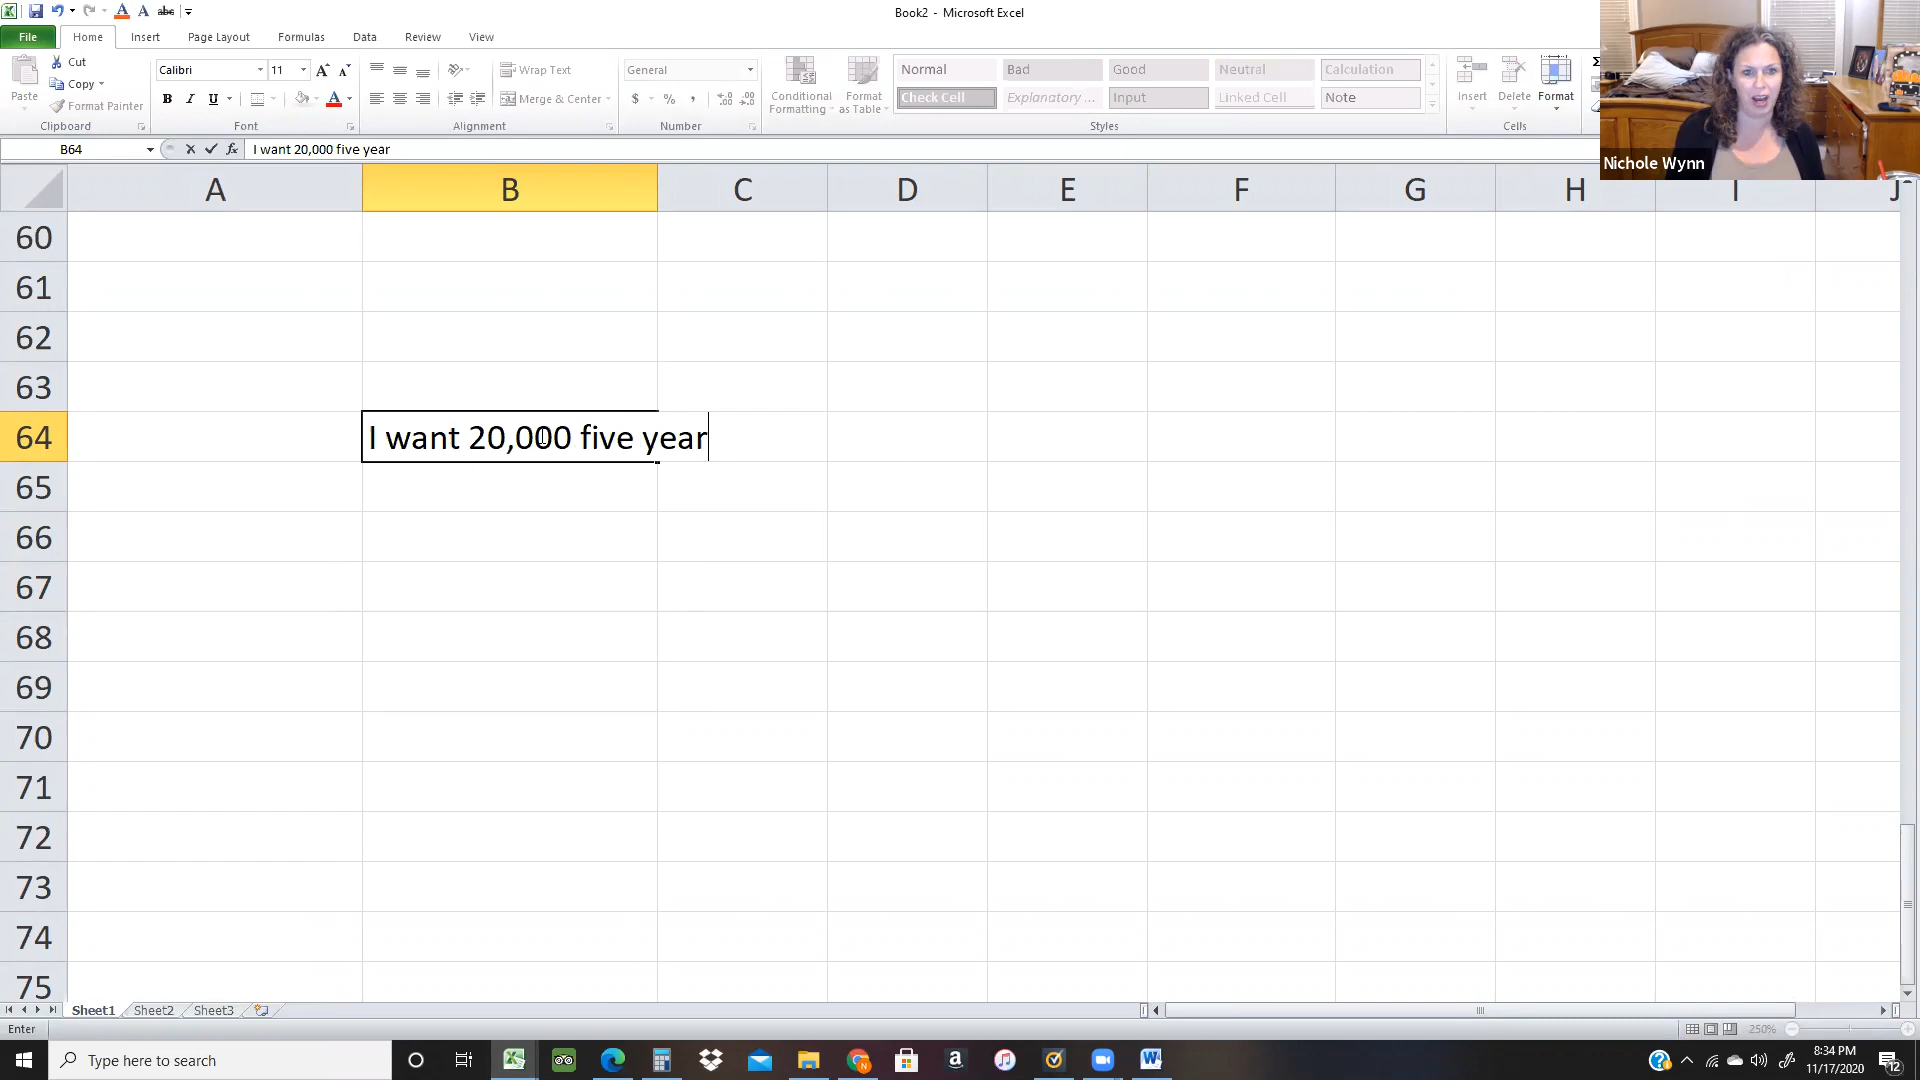 Book2 - Microsoft Excel
File Home Insert Page Layout Formulas Data Review View
Paste Cut Copy Format Painter
Calibri 11
B I U
Wrap Text
Merge & Center
General
$ % ,
Conditional Formatting
Format as Table
Normal Bad Good Neutral Calculation
Check Cell Explanatory ... Input Linked Cell Note
Insert Delete Format
Clipboard Font Alignment Number Styles Cells
Nichole Wynn
B64 fx I want 20,000 five year
A B C D E F G H I J
60
61
62
63
64 I want 20,000 five year
65
66
67
68
69
70
71
72
73
74
75
Sheet1 Sheet2 Sheet3
Enter
250%
Type here to search
8:34 PM
11/17/2020
12